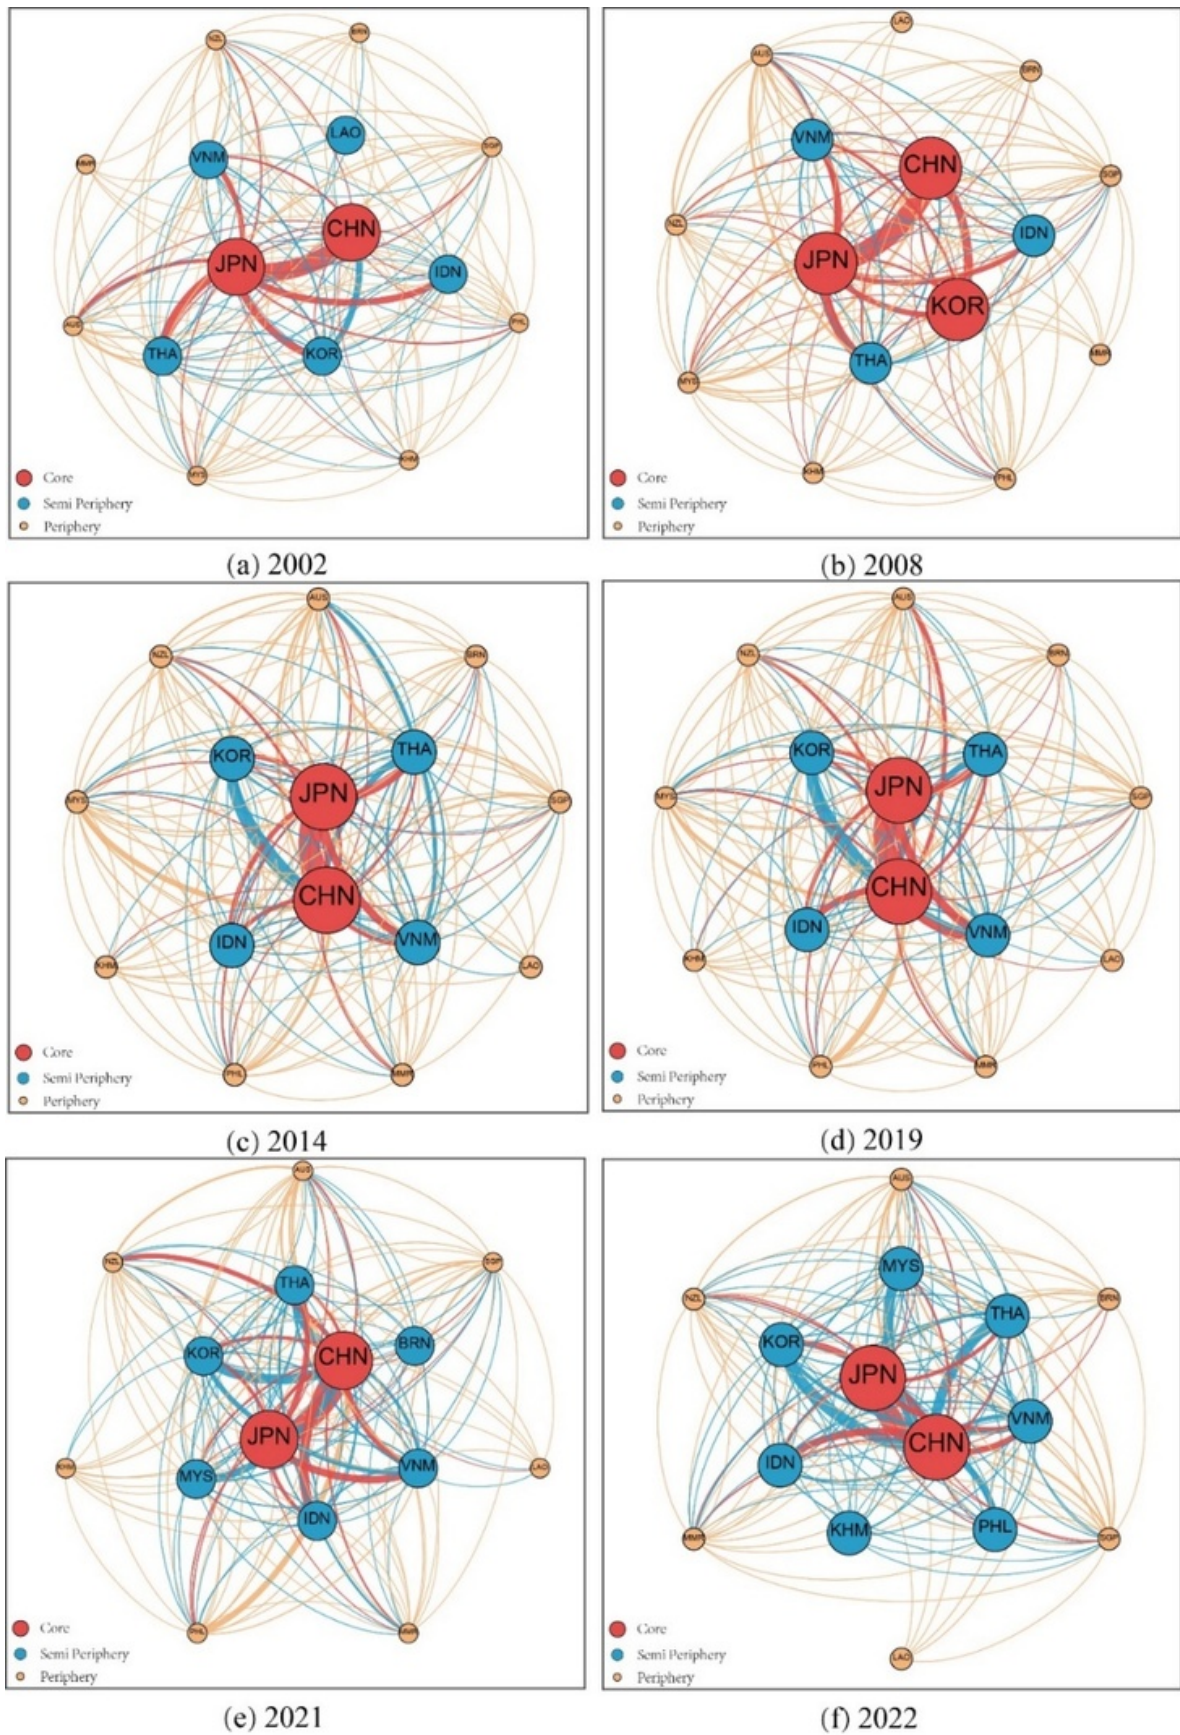 NZL
BRN
LAO
VNM
SGP
MMR
CHN
JPN
IDN
AUS
PHL
THA
KOR
KHM
MYS
Core
Semi Periphery
Periphery
(a) 2002
LAO
AUS
BRN
VNM
CHN
SGP
NZL
IDN
JPN
KOR
MMR
THA
MYS
KHM
PHL
Core
Semi Periphery
Periphery
(b) 2008
AUS
NZL
BRN
KOR
THA
MYS
JPN
SGP
CHN
IDN
VNM
KHM
LAO
PHL
MMR
Core
Semi Periphery
Periphery
(c) 2014
AUS
NZL
BRN
KOR
THA
MYS
JPN
SGP
CHN
IDN
VNM
KHM
LAO
PHL
MMR
Core
Semi Periphery
Periphery
(d) 2019
AUS
NZL
SGP
THA
KOR
CHN
BRN
JPN
MYS
VNM
KHM
LAO
IDN
PHL
MMR
Core
Semi Periphery
Periphery
(e) 2021
AUS
MYS
NZL
BRN
THA
KOR
JPN
VNM
CHN
IDN
KHM
PHL
MMR
SGP
LAO
Core
Semi Periphery
Periphery
(f) 2022